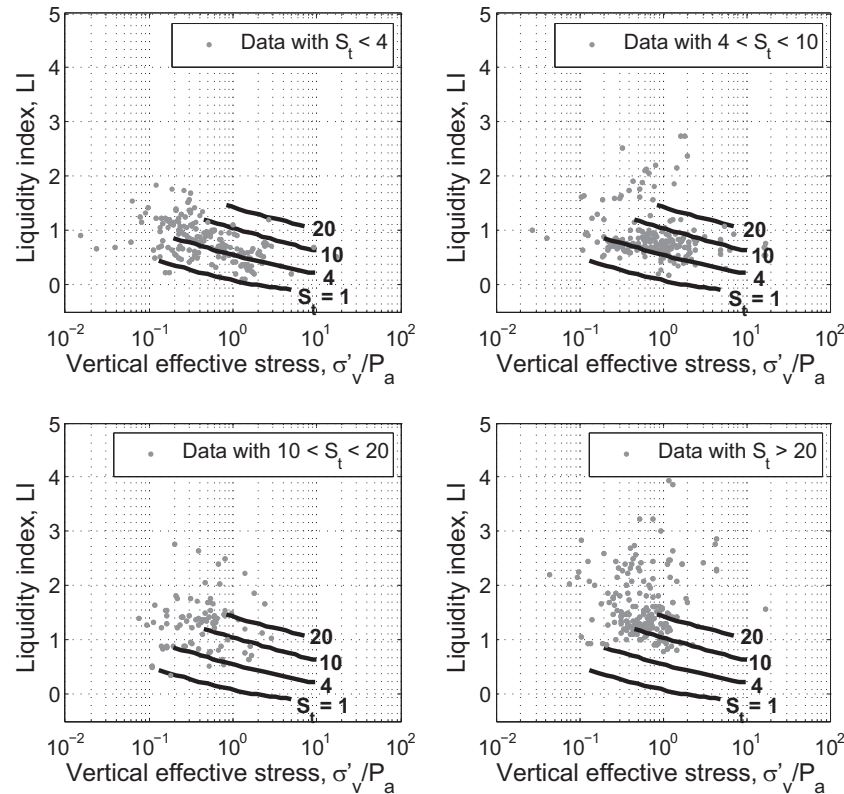 Data with S_t < 4
Liquidity index, LI
5
4
3
2
1
0
20
10
4
S_t = 1
10^−2 10^−1 10^0 10^1 10^2
Vertical effective stress, σ'_v/P_a
Data with 4 < S_t < 10
Liquidity index, LI
5
4
3
2
1
0
20
10
4
S_t = 1
10^−2 10^−1 10^0 10^1 10^2
Vertical effective stress, σ'_v/P_a
Data with 10 < S_t < 20
Liquidity index, LI
5
4
3
2
1
0
20
10
4
S_t = 1
10^−2 10^−1 10^0 10^1 10^2
Vertical effective stress, σ'_v/P_a
Data with S_t > 20
Liquidity index, LI
5
4
3
2
1
0
20
10
4
S_t = 1
10^−2 10^−1 10^0 10^1 10^2
Vertical effective stress, σ'_v/P_a